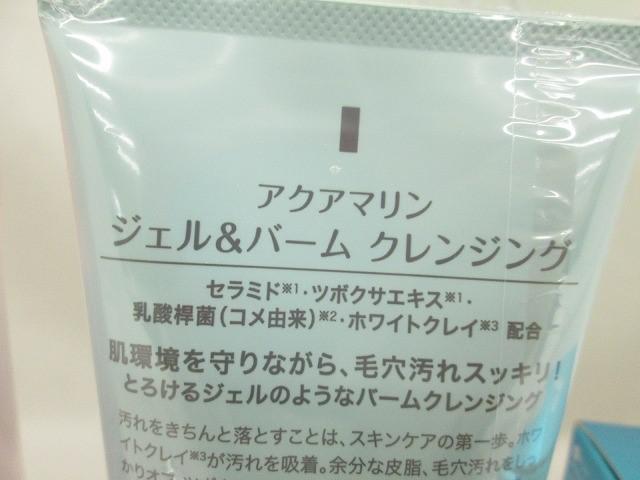 アクアマリン
ジェル&バーム クレンジング
セラミド※1・ツボクサエキス※1・
乳酸桿菌(コメ由来)※2・ホワイトクレイ※3 配合
肌環境を守りながら、毛穴汚れスッキリ!
とろけるジェルのようなバームクレンジング
汚れをきちんと落とすことは、スキンケアの第一歩。ホワ
イトクレイ※3が汚れを吸着。余分な皮脂、毛穴汚れをしっ
かりオフ